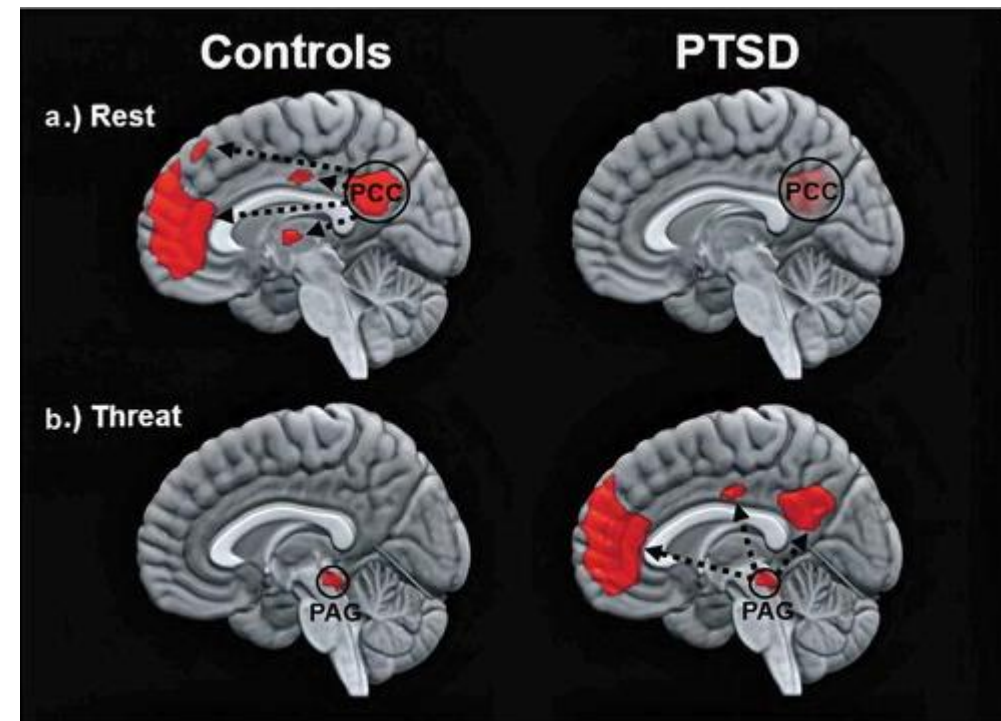 Controls
PTSD
a.) Rest
PCC
PCC
b.) Threat
PAG
PAG